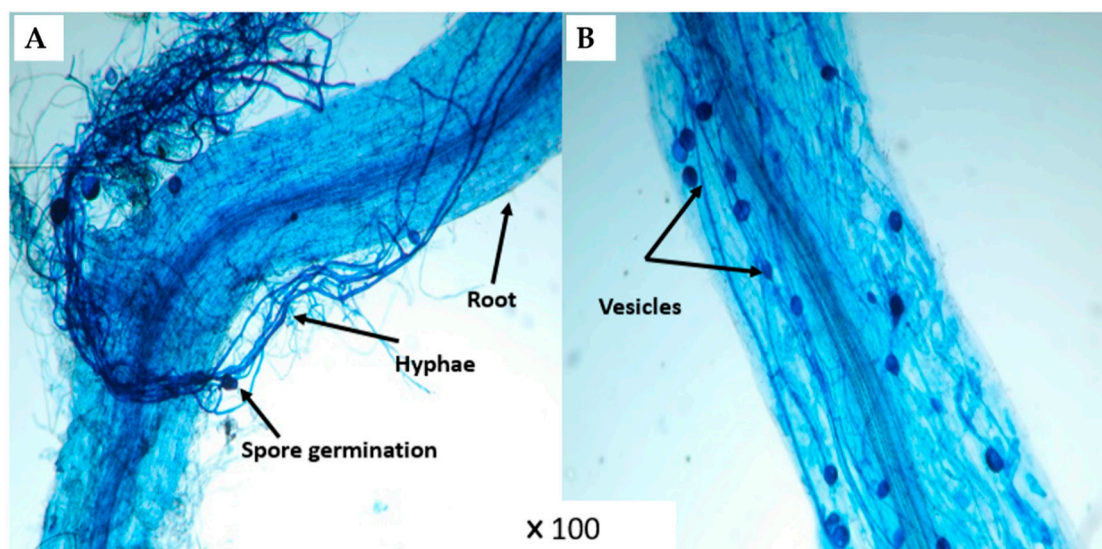 A
B
Root
Vesicles
Hyphae
Spore germination
x 100